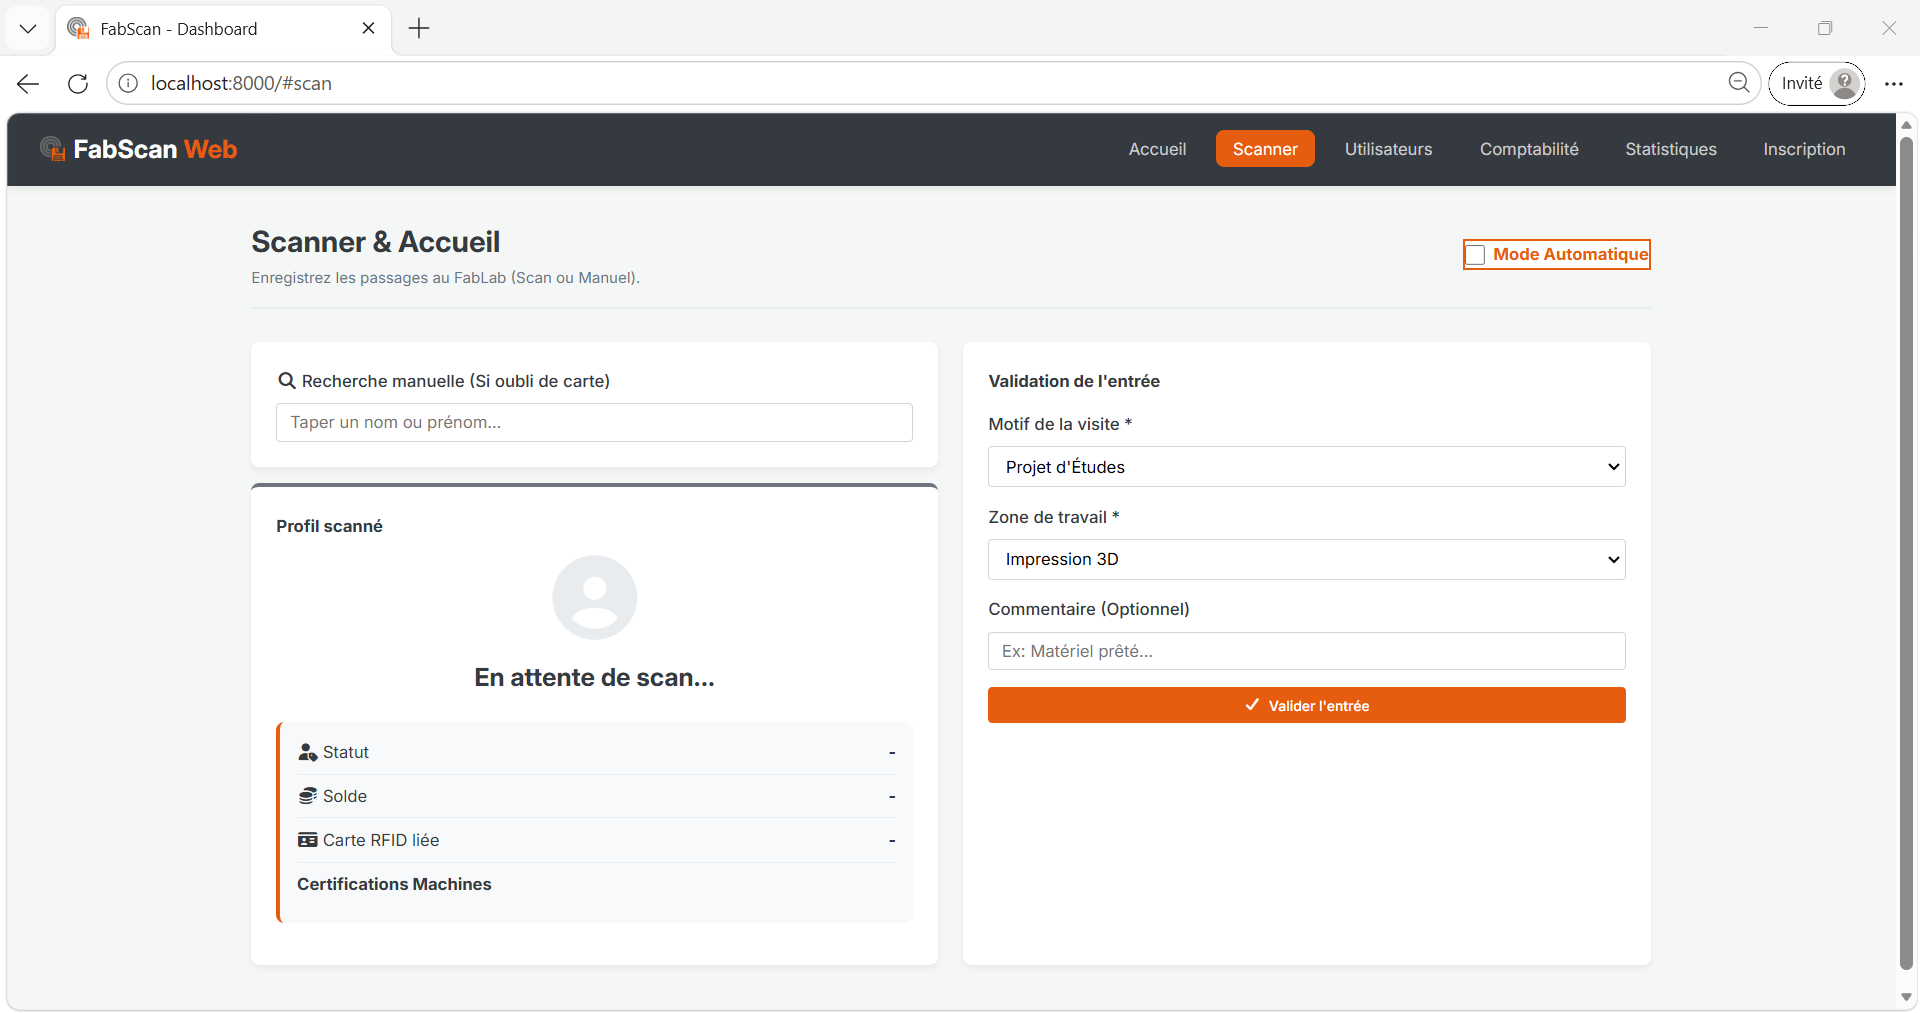 FabScan - Dashboard
localhost:8000/#scan
Invité
FabScan Web
Accueil
Scanner
Utilisateurs
Comptabilité
Statistiques
Inscription
Scanner & Accueil
Enregistrez les passages au FabLab (Scan ou Manuel).
Mode Automatique
Recherche manuelle (Si oubli de carte)
Taper un nom ou prénom...
Profil scanné
En attente de scan...
Statut -
Solde -
Carte RFID liée -
Certifications Machines
Validation de l'entrée
Motif de la visite *
Projet d'Études
Zone de travail *
Impression 3D
Commentaire (Optionnel)
Ex: Matériel prêté...
Valider l'entrée